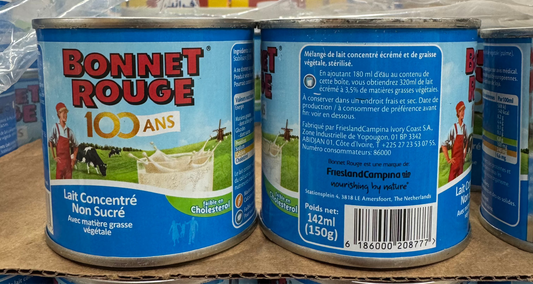 BONNET
ROUGE
100 ANS
Lait Concentré
Non Sucré
Avec matière grasse
végétale
faible en
Cholesterol
Mélange de lait concentré écrémé et de graisse
végétale, stérilisé.
En ajoutant 180 ml d'eau au contenu de
cette boîte, vous obtiendrez 320ml de lait
écrémé à 3,5% de matières grasses végétales.
A conserver dans un endroit frais et sec. Date de
production / à consommer de préférence avant
fin: voir en dessous.
Fabriqué par FrieslandCampina Ivory Coast S.A.
Zone Industrielle de Yopougon, 01 BP 3342
ABIDJAN 01, Côte d'Ivoire, T +225 27 23 53 07 55.
Numéro consommateurs: 86000
Bonnet Rouge est une marque de
FrieslandCampina
nourishing by nature
Stationsplein 4, 3818 LE Amersfoort, The Netherlands
Poids net:
142ml
(150g)
6 186000 208777